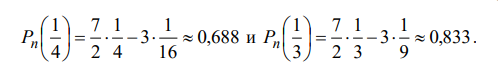 P_n(1/4) = 7/2 · 1/4 − 3 · 1/16 ≈ 0,688 и P_n(1/3) = 7/2 · 1/3 − 3 · 1/9 ≈ 0,833.